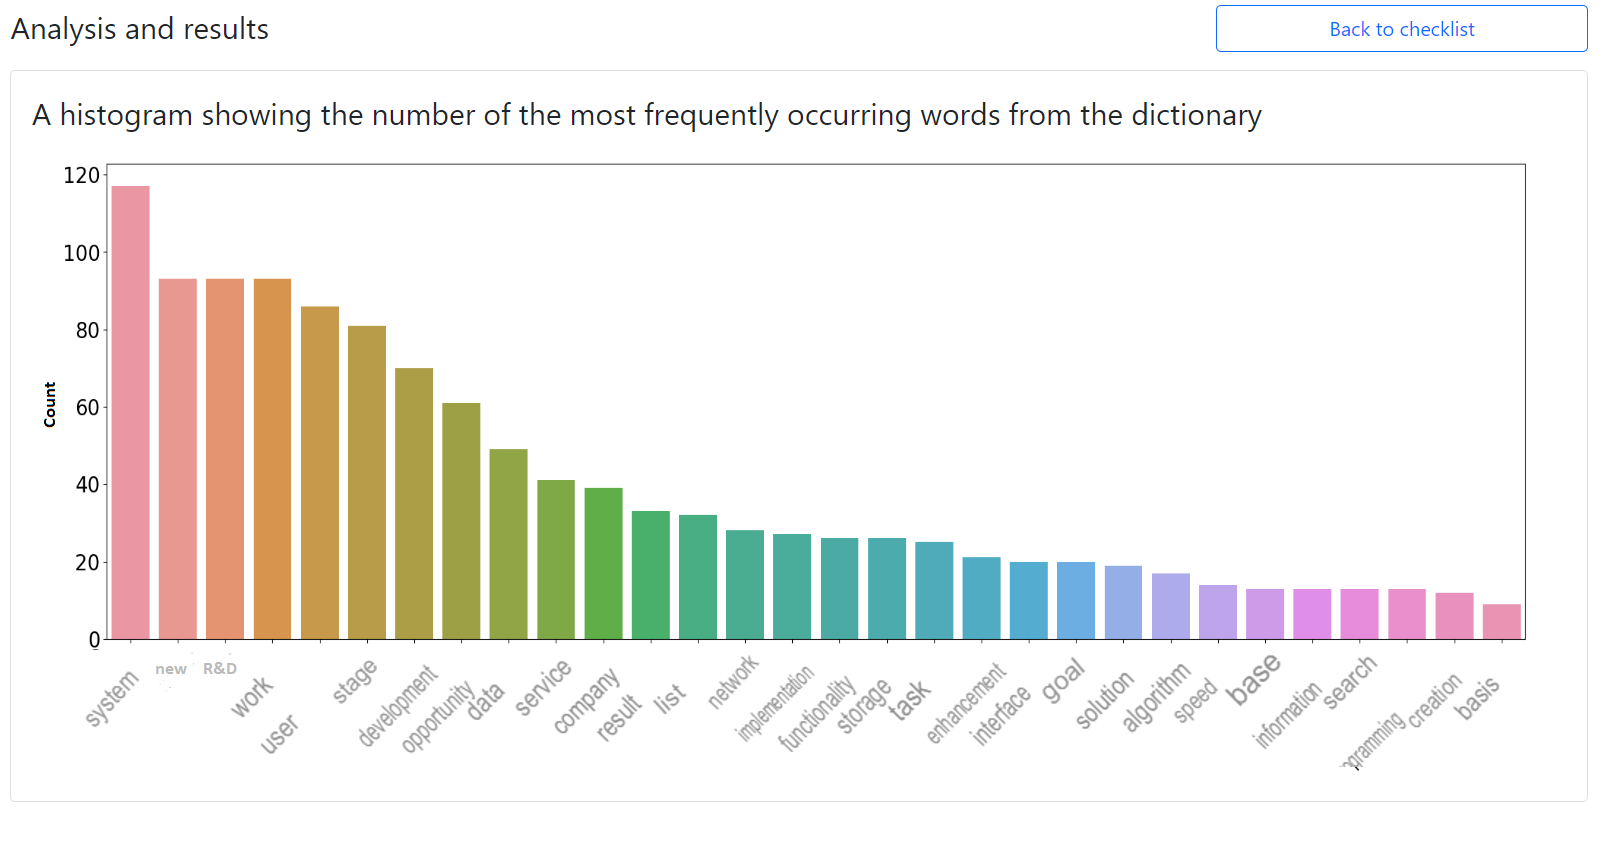 Analysis and results
Back to checklist
A histogram showing the number of the most frequently occurring words from the dictionary
120
100
80
60
40
20
0
Count
system
new
R&D
work
user
stage
development
opportunity
data
service
company
result
list
network
implementation
functionality
storage
task
enhancement
interface
goal
solution
algorithm
speed
base
information
search
creation
basis